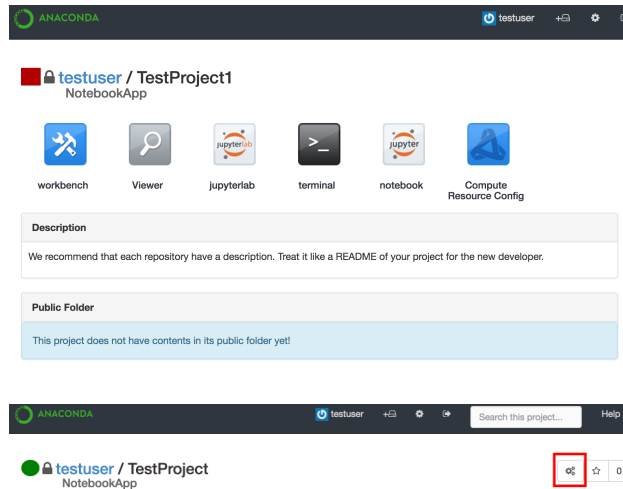 ANACONDA testuser
testuser / TestProject1
NotebookApp
jupyterlab >_ jupyter
workbench Viewer jupyterlab terminal notebook Compute
Resource Config
Description
We recommend that each repository have a description. Treat it like a README of your project for the new developer.
Public Folder
This project does not have contents in its public folder yet!
ANACONDA testuser Search this project... Help
testuser / TestProject 0
NotebookApp